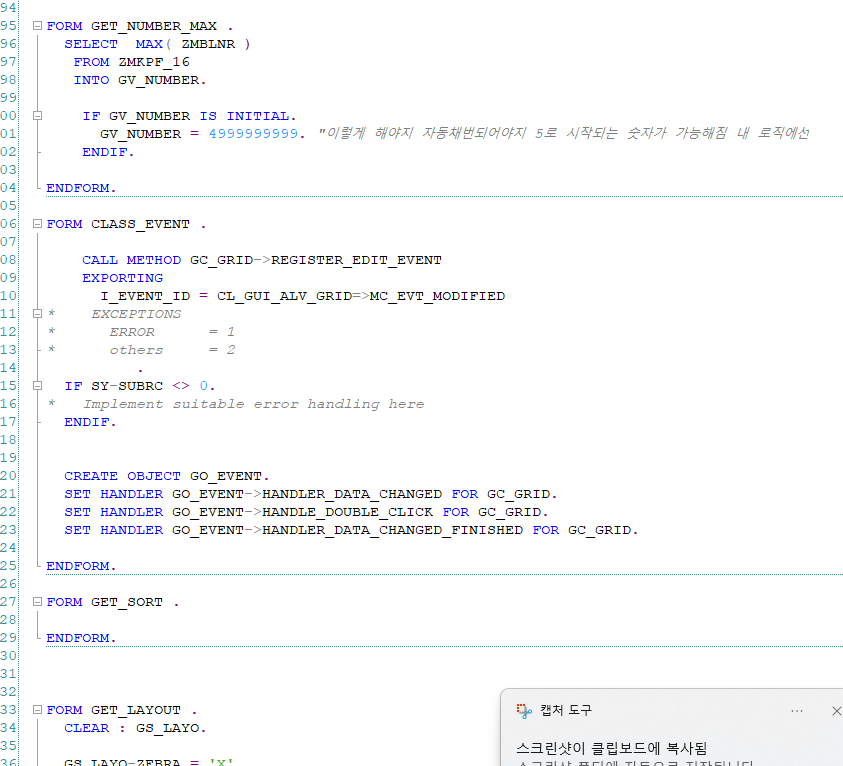 94
95 FORM GET_NUMBER_MAX .
96 SELECT MAX( ZMBLNR )
97 FROM ZMKPF_16
98 INTO GV_NUMBER.
99
00 IF GV_NUMBER IS INITIAL.
01 GV_NUMBER = 4999999999. "이렇게 해야지 자동채번되어야지 5로 시작되는 숫자가 가능해짐 내 로직에선
02 ENDIF.
03
04 ENDFORM.
05
06 FORM CLASS_EVENT .
07
08 CALL METHOD GC_GRID->REGISTER_EDIT_EVENT
09 EXPORTING
10 I_EVENT_ID = CL_GUI_ALV_GRID=>MC_EVT_MODIFIED
11 * EXCEPTIONS
12 * ERROR = 1
13 * others = 2
14 .
15 IF SY-SUBRC <> 0.
16 * Implement suitable error handling here
17 ENDIF.
18
19
20 CREATE OBJECT GO_EVENT.
21 SET HANDLER GO_EVENT->HANDLER_DATA_CHANGED FOR GC_GRID.
22 SET HANDLER GO_EVENT->HANDLE_DOUBLE_CLICK FOR GC_GRID.
23 SET HANDLER GO_EVENT->HANDLER_DATA_CHANGED_FINISHED FOR GC_GRID.
24
25 ENDFORM.
26
27 FORM GET_SORT .
28
29 ENDFORM.
30
31
32
33 FORM GET_LAYOUT .
34 CLEAR : GS_LAYO.
35
36 GS_LAYO-ZEBRA = 'X'
캡처 도구
스크린샷이 클립보드에 복사됨